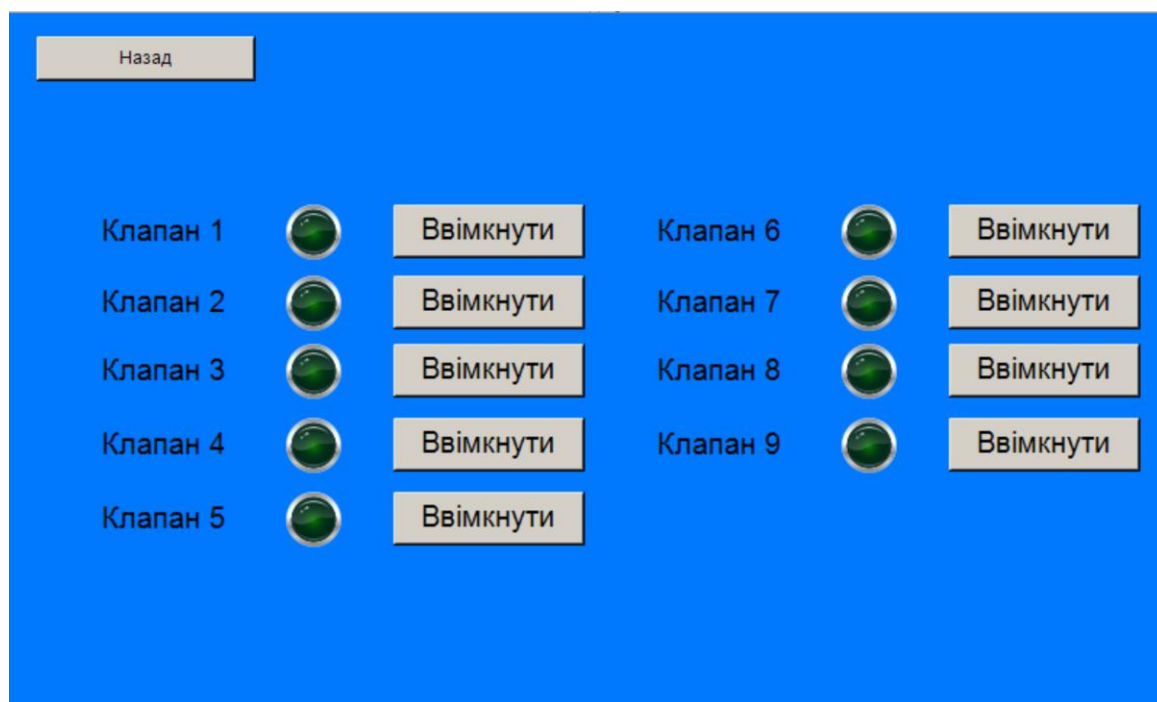 Назад
Клапан 1 Ввімкнути Клапан 6 Ввімкнути
Клапан 2 Ввімкнути Клапан 7 Ввімкнути
Клапан 3 Ввімкнути Клапан 8 Ввімкнути
Клапан 4 Ввімкнути Клапан 9 Ввімкнути
Клапан 5 Ввімкнути